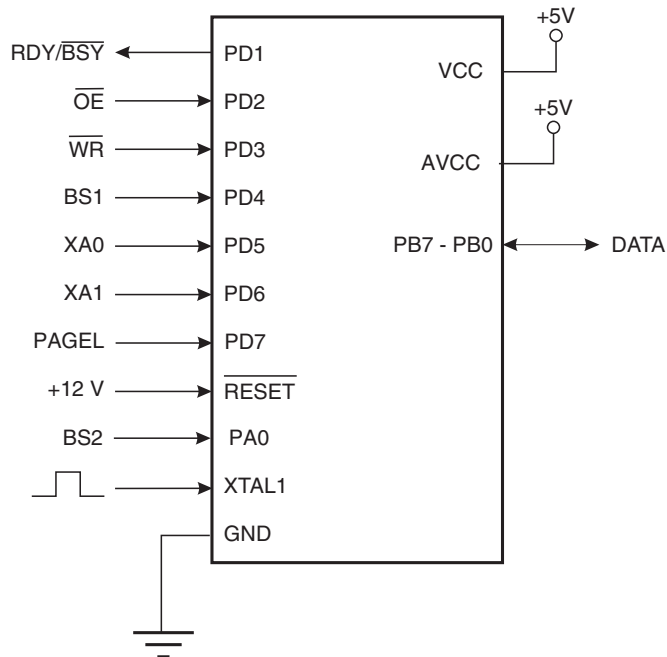 +5V
RDY/BSY PD1
VCC
OE PD2
+5V
WR PD3
AVCC
BS1 PD4
XA0 PD5 PB7 - PB0 DATA
XA1 PD6
PAGEL PD7
+12 V RESET
BS2 PA0
XTAL1
GND